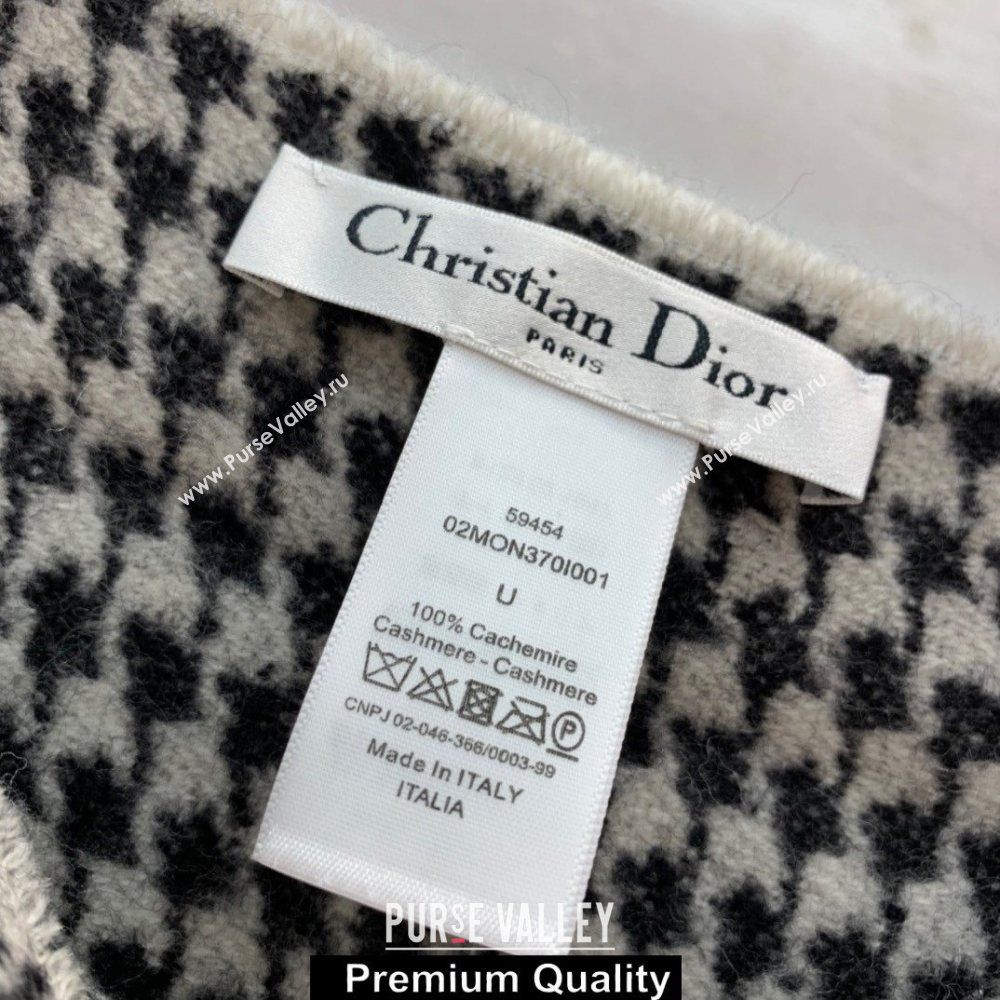 Christian Dior
PARIS
www.PurseValley.ru
www.PurseValley.ru
59454
02MON370I001
U
100% Cachemire
Cashmere - Cashmere
P
CNPJ 02-046-366/0003-99
Made In ITALY
ITALIA
PURSE VALLEY
Premium Quality